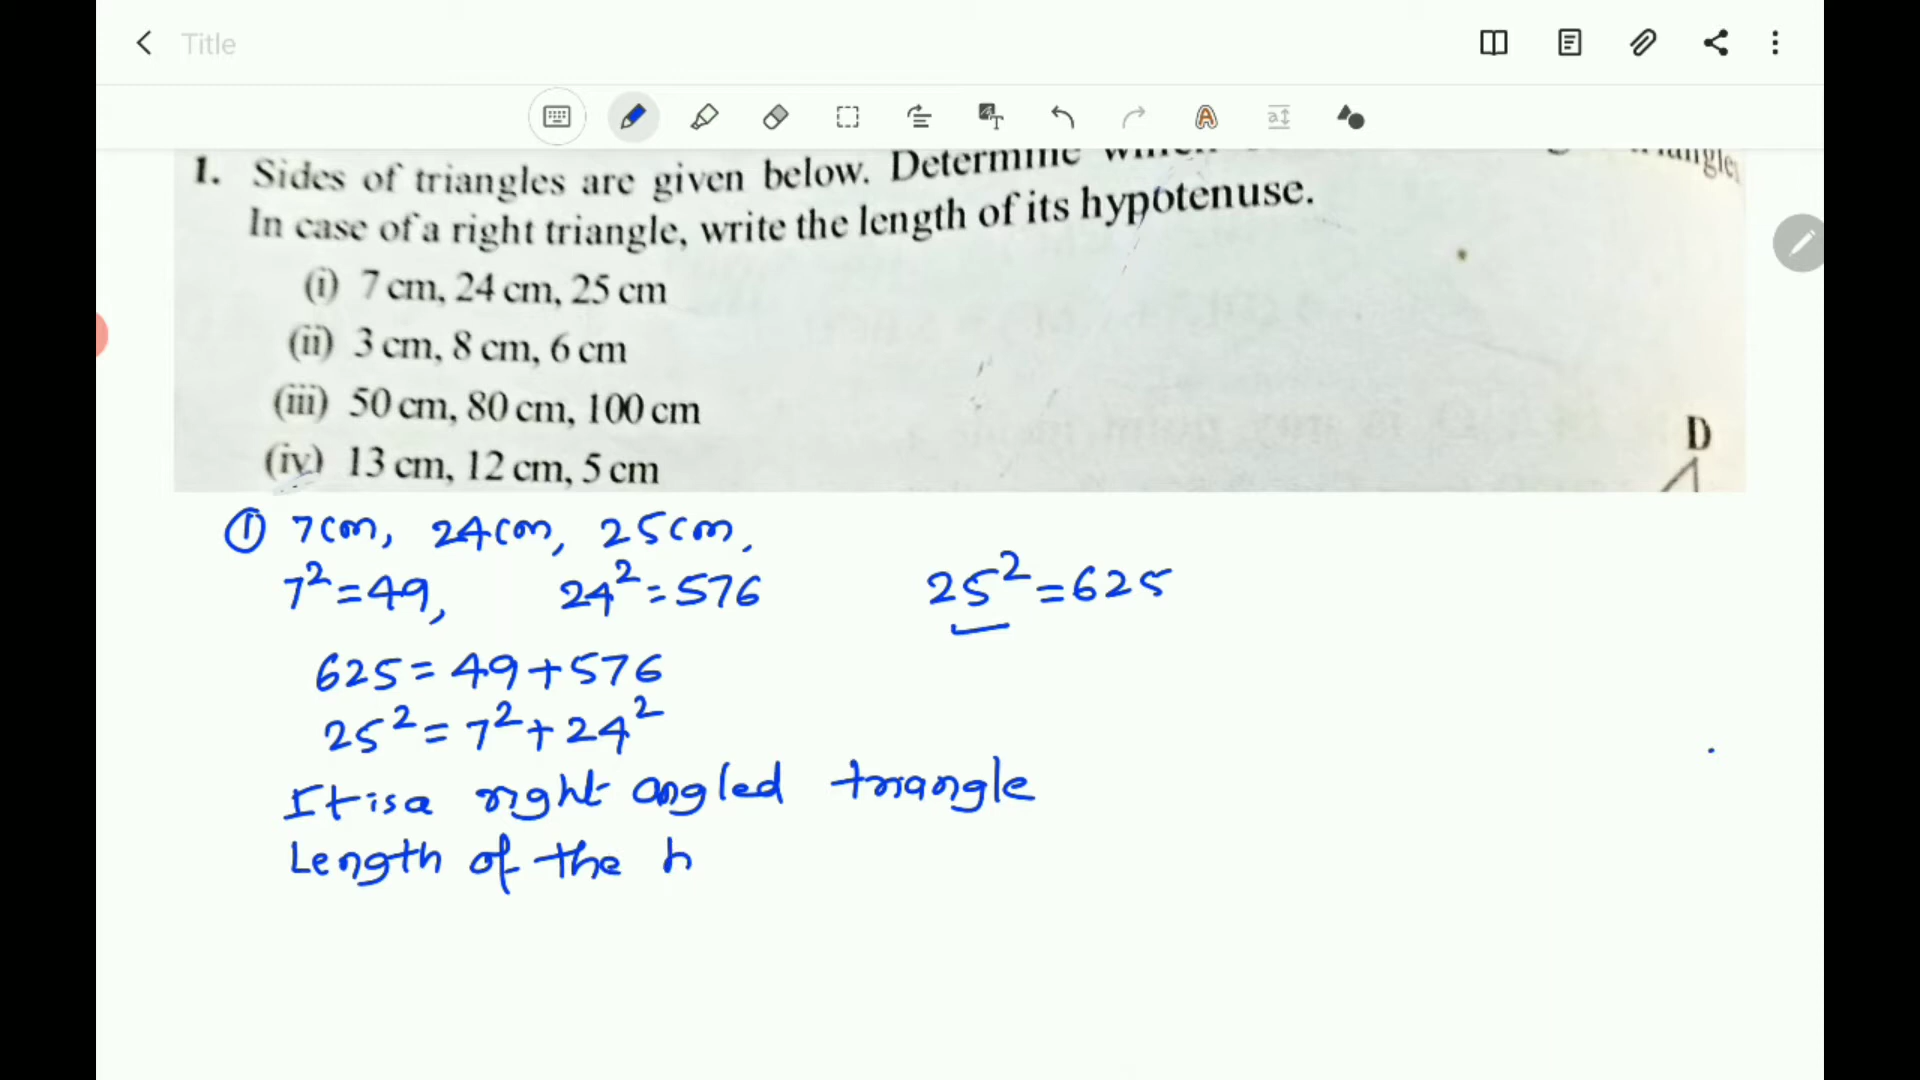 Title
1. Sides of triangles are given below. Determine
In case of a right triangle, write the length of its hypotenuse.
(i) 7 cm, 24 cm, 25 cm
(ii) 3 cm, 8 cm, 6 cm
(iii) 50 cm, 80 cm, 100 cm
(iv) 13 cm, 12 cm, 5 cm
D
① 7cm, 24cm, 25cm.
7²=49, 24²=576 25²=625
625=49+576
25²=7²+24²
It is a right angled triangle
Length of the h